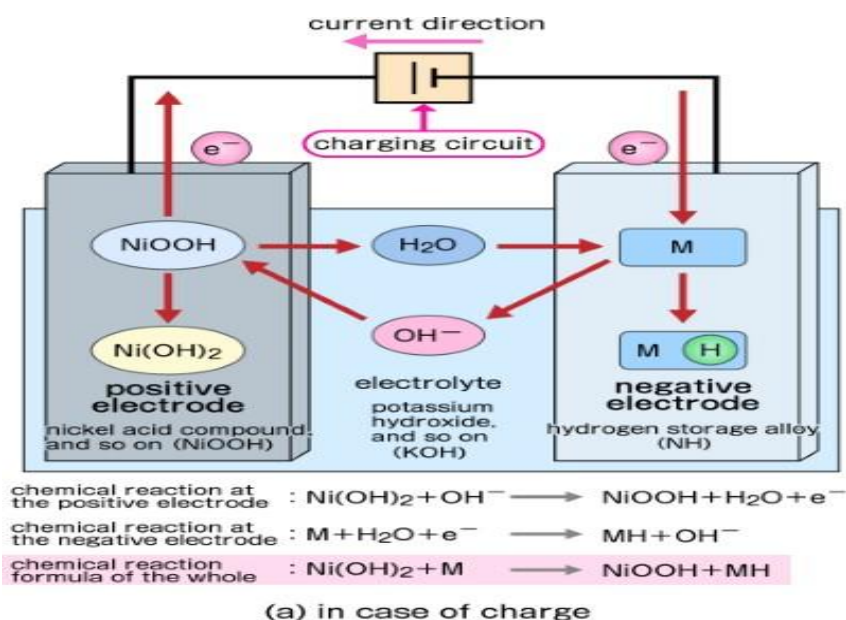 current direction
charging circuit
e⁻
e⁻
NiOOH
H2O
M
OH⁻
Ni(OH)2
M H
positive
electrode
nickel acid compound,
and so on (NiOOH)
electrolyte
potassium
hydroxide,
and so on
(KOH)
negative
electrode
hydrogen storage alloy
(NH)
chemical reaction at
the positive electrode : Ni(OH)2+OH⁻ → NiOOH+H2O+e⁻
chemical reaction at
the negative electrode : M+H2O+e⁻ → MH+OH⁻
chemical reaction
formula of the whole : Ni(OH)2+M → NiOOH+MH
(a) in case of charge